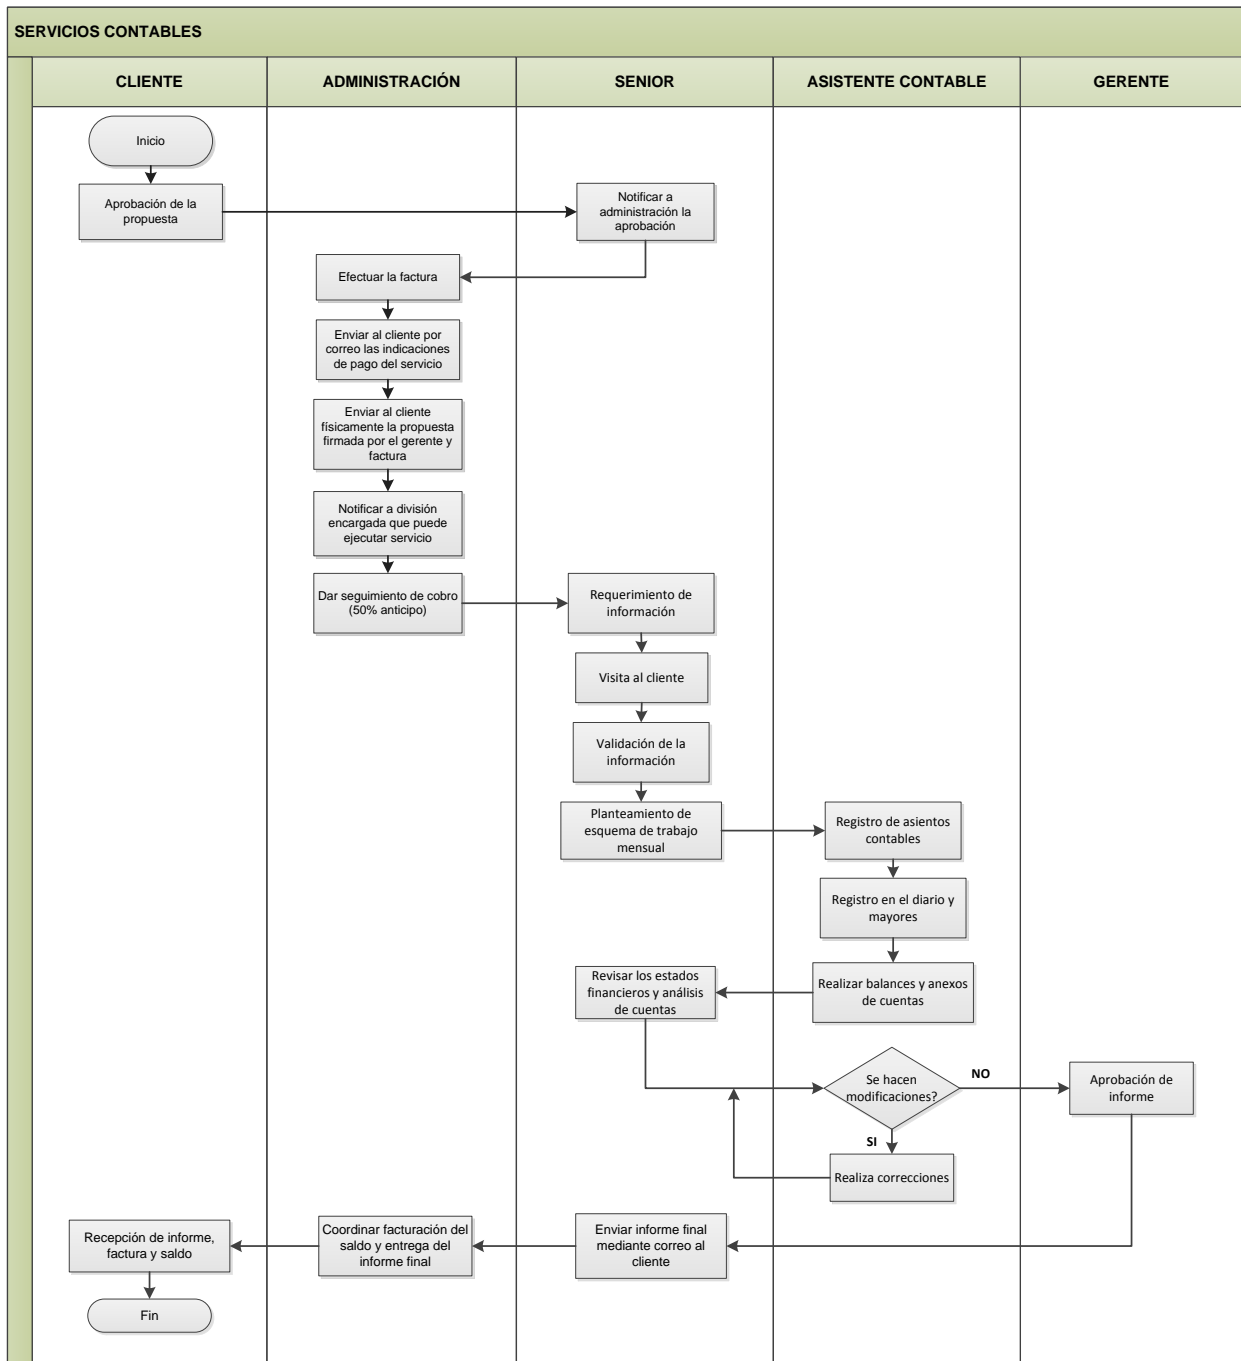 SERVICIOS CONTABLES
CLIENTE
ADMINISTRACIÓN
SENIOR
ASISTENTE CONTABLE
GERENTE
Inicio
Aprobación de la
propuesta
Notificar a
administración la
aprobación
Efectuar la factura
Enviar al cliente por
correo las indicaciones
de pago del servicio
Enviar al cliente
físicamente la propuesta
firmada por el gerente y
factura
Notificar a división
encargada que puede
ejecutar servicio
Dar seguimiento de cobro
(50% anticipo)
Requerimiento de
información
Visita al cliente
Validación de la
información
Planteamiento de
esquema de trabajo
mensual
Registro de asientos
contables
Registro en el diario y
mayores
Realizar balances y anexos
de cuentas
Revisar los estados
financieros y análisis
de cuentas
Se hacen
modificaciones?
NO
Aprobación de
informe
SI
Realiza correcciones
Enviar informe final
mediante correo al
cliente
Coordinar facturación del
saldo y entrega del
informe final
Recepción de informe,
factura y saldo
Fin